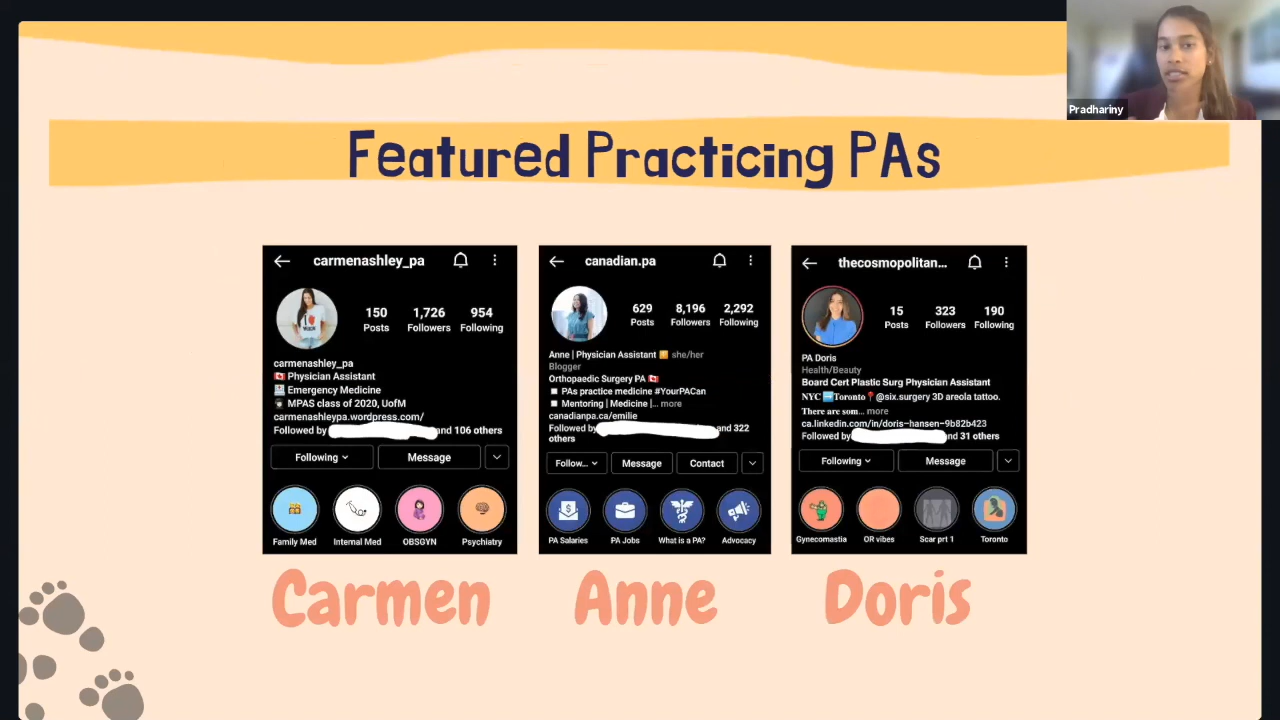 Pradhariny
Featured Practicing PAs
carmenashley_pa
150
1,726
954
Posts
Followers
Following
carmenashley_pa
Physician Assistant
Emergency Medicine
MPAS class of 2020, UofM
carmenashleypa.wordpress.com/
Followed by and 106 others
Following
Message
Family Med
Internal Med
OBSGYN
Psychiatry
canadian.pa
629
8,196
2,292
Posts
Followers
Following
Anne | Physician Assistant she/her
Blogger
Orthopaedic Surgery PA
PAs practice medicine #YourPACan
Mentoring | Medicine |... more
canadianpa.ca/emilie
Followed by and 322
others
Follow...
Message
Contact
PA Salaries
PA Jobs
What is a PA?
Advocacy
thecosmopolitan...
15
323
190
Posts
Followers
Following
PA Doris
Health/Beauty
Board Cert Plastic Surg Physician Assistant
NYC Toronto @six.surgery 3D areola tattoo.
There are som... more
ca.linkedin.com/in/doris-hansen-9b82b423
Followed by and 31 others
Following
Message
Gynecomastia
OR vibes
Scar prt 1
Toronto
Carmen
Anne
Doris